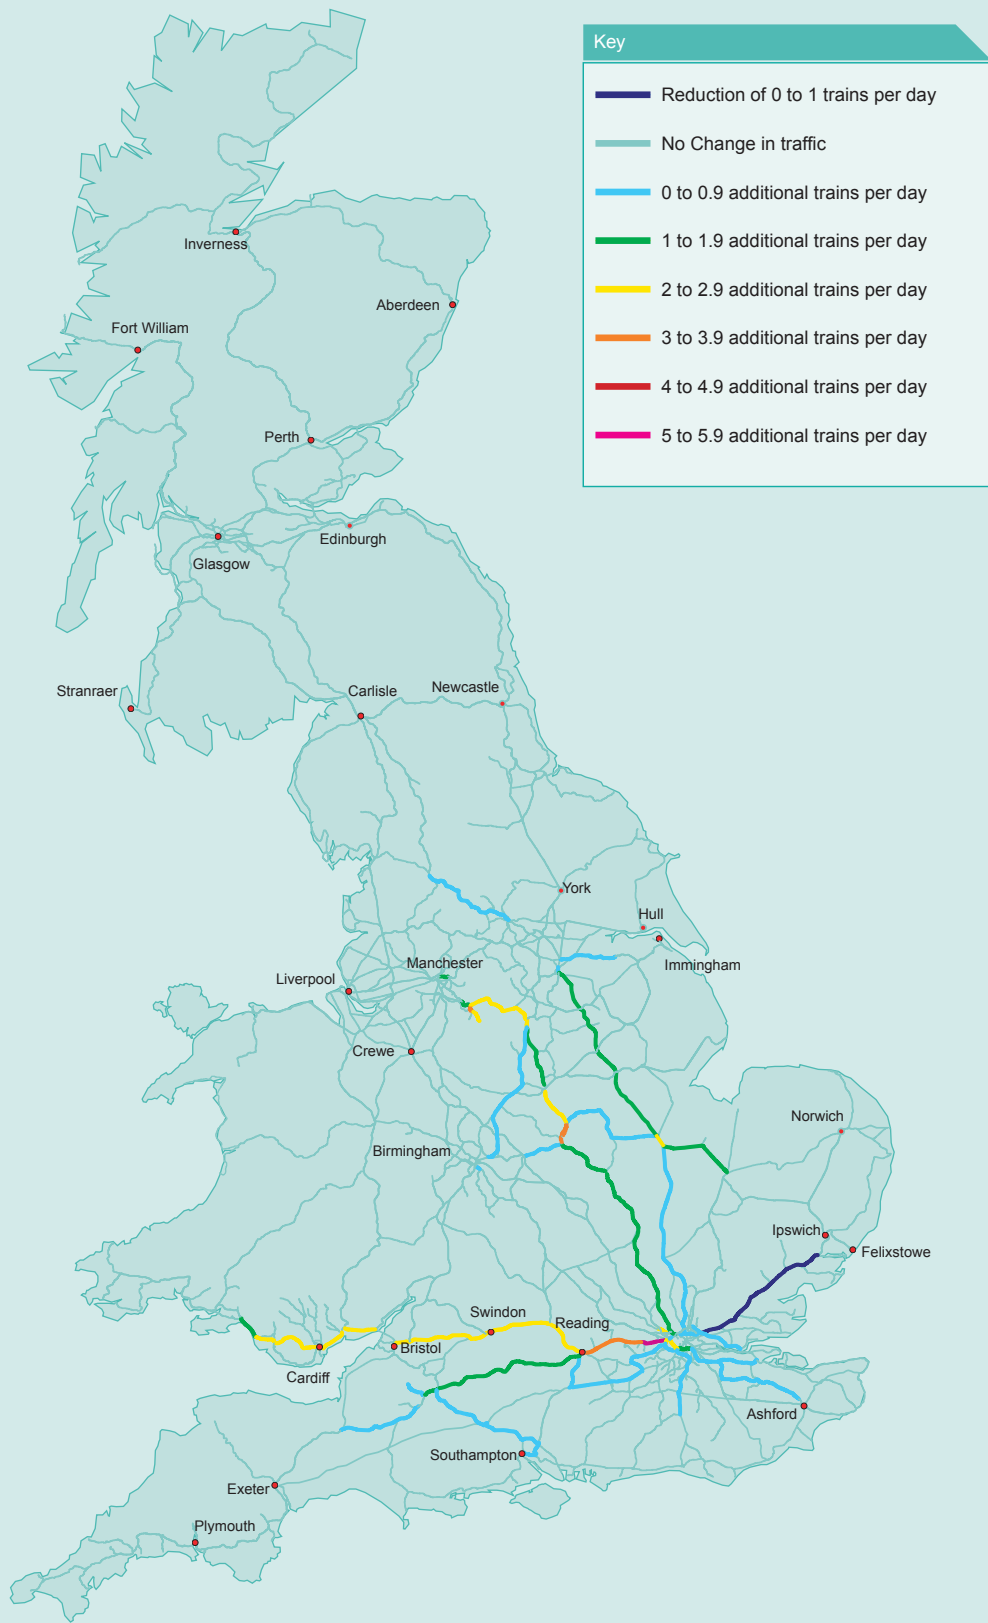 Key
Reduction of 0 to 1 trains per day
No Change in traffic
0 to 0.9 additional trains per day
1 to 1.9 additional trains per day
2 to 2.9 additional trains per day
3 to 3.9 additional trains per day
4 to 4.9 additional trains per day
5 to 5.9 additional trains per day
Inverness
Aberdeen
Fort William
Perth
Edinburgh
Glasgow
Stranraer
Carlisle
Newcastle
York
Hull
Immingham
Manchester
Liverpool
Crewe
Norwich
Birmingham
Ipswich
Felixstowe
Swindon
Reading
Bristol
Cardiff
Ashford
Southampton
Exeter
Plymouth